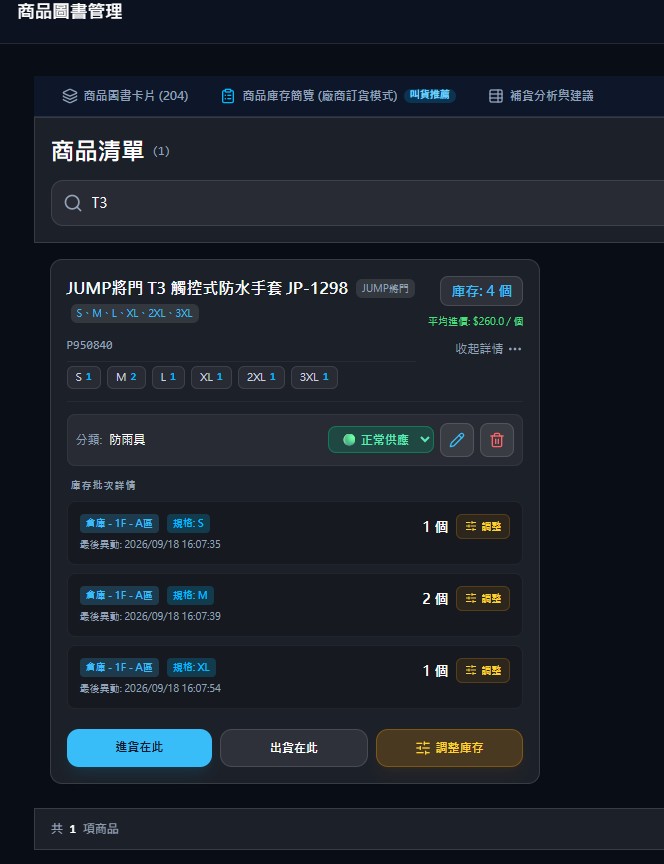 商品圖書管理
商品圖書卡片 (204)
商品庫存簡覽 (廠商訂貨模式) 叫貨推薦
補貨分析與建議
商品清單 (1)
T3
JUMP將門 T3 觸控式防水手套 JP-1298 JUMP將門
庫存: 4 個
S、M、L、XL、2XL、3XL
平均進價: $260.0 / 個
P950840
收起詳情 •••
S 1 M 2 L 1 XL 1 2XL 1 3XL 1
分類: 防雨具
正常供應
庫存批次詳情
倉庫 - 1F - A區 規格: S
1 個 調整
最後異動: 2026/09/18 16:07:35
倉庫 - 1F - A區 規格: M
2 個 調整
最後異動: 2026/09/18 16:07:39
倉庫 - 1F - A區 規格: XL
1 個 調整
最後異動: 2026/09/18 16:07:54
進貨在此 出貨在此 調整庫存
共 1 項商品